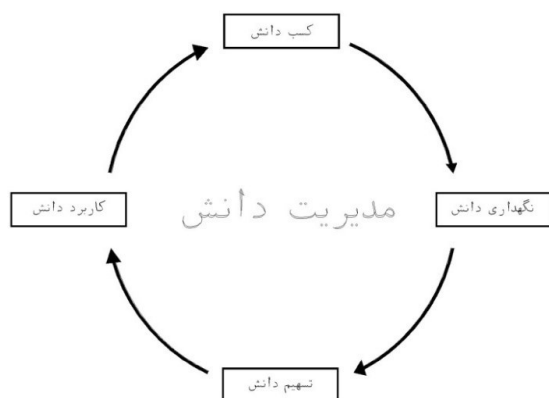 کسب دانش
مدیریت دانش
نگهداری دانش
کاربرد دانش
تسهیم دانش